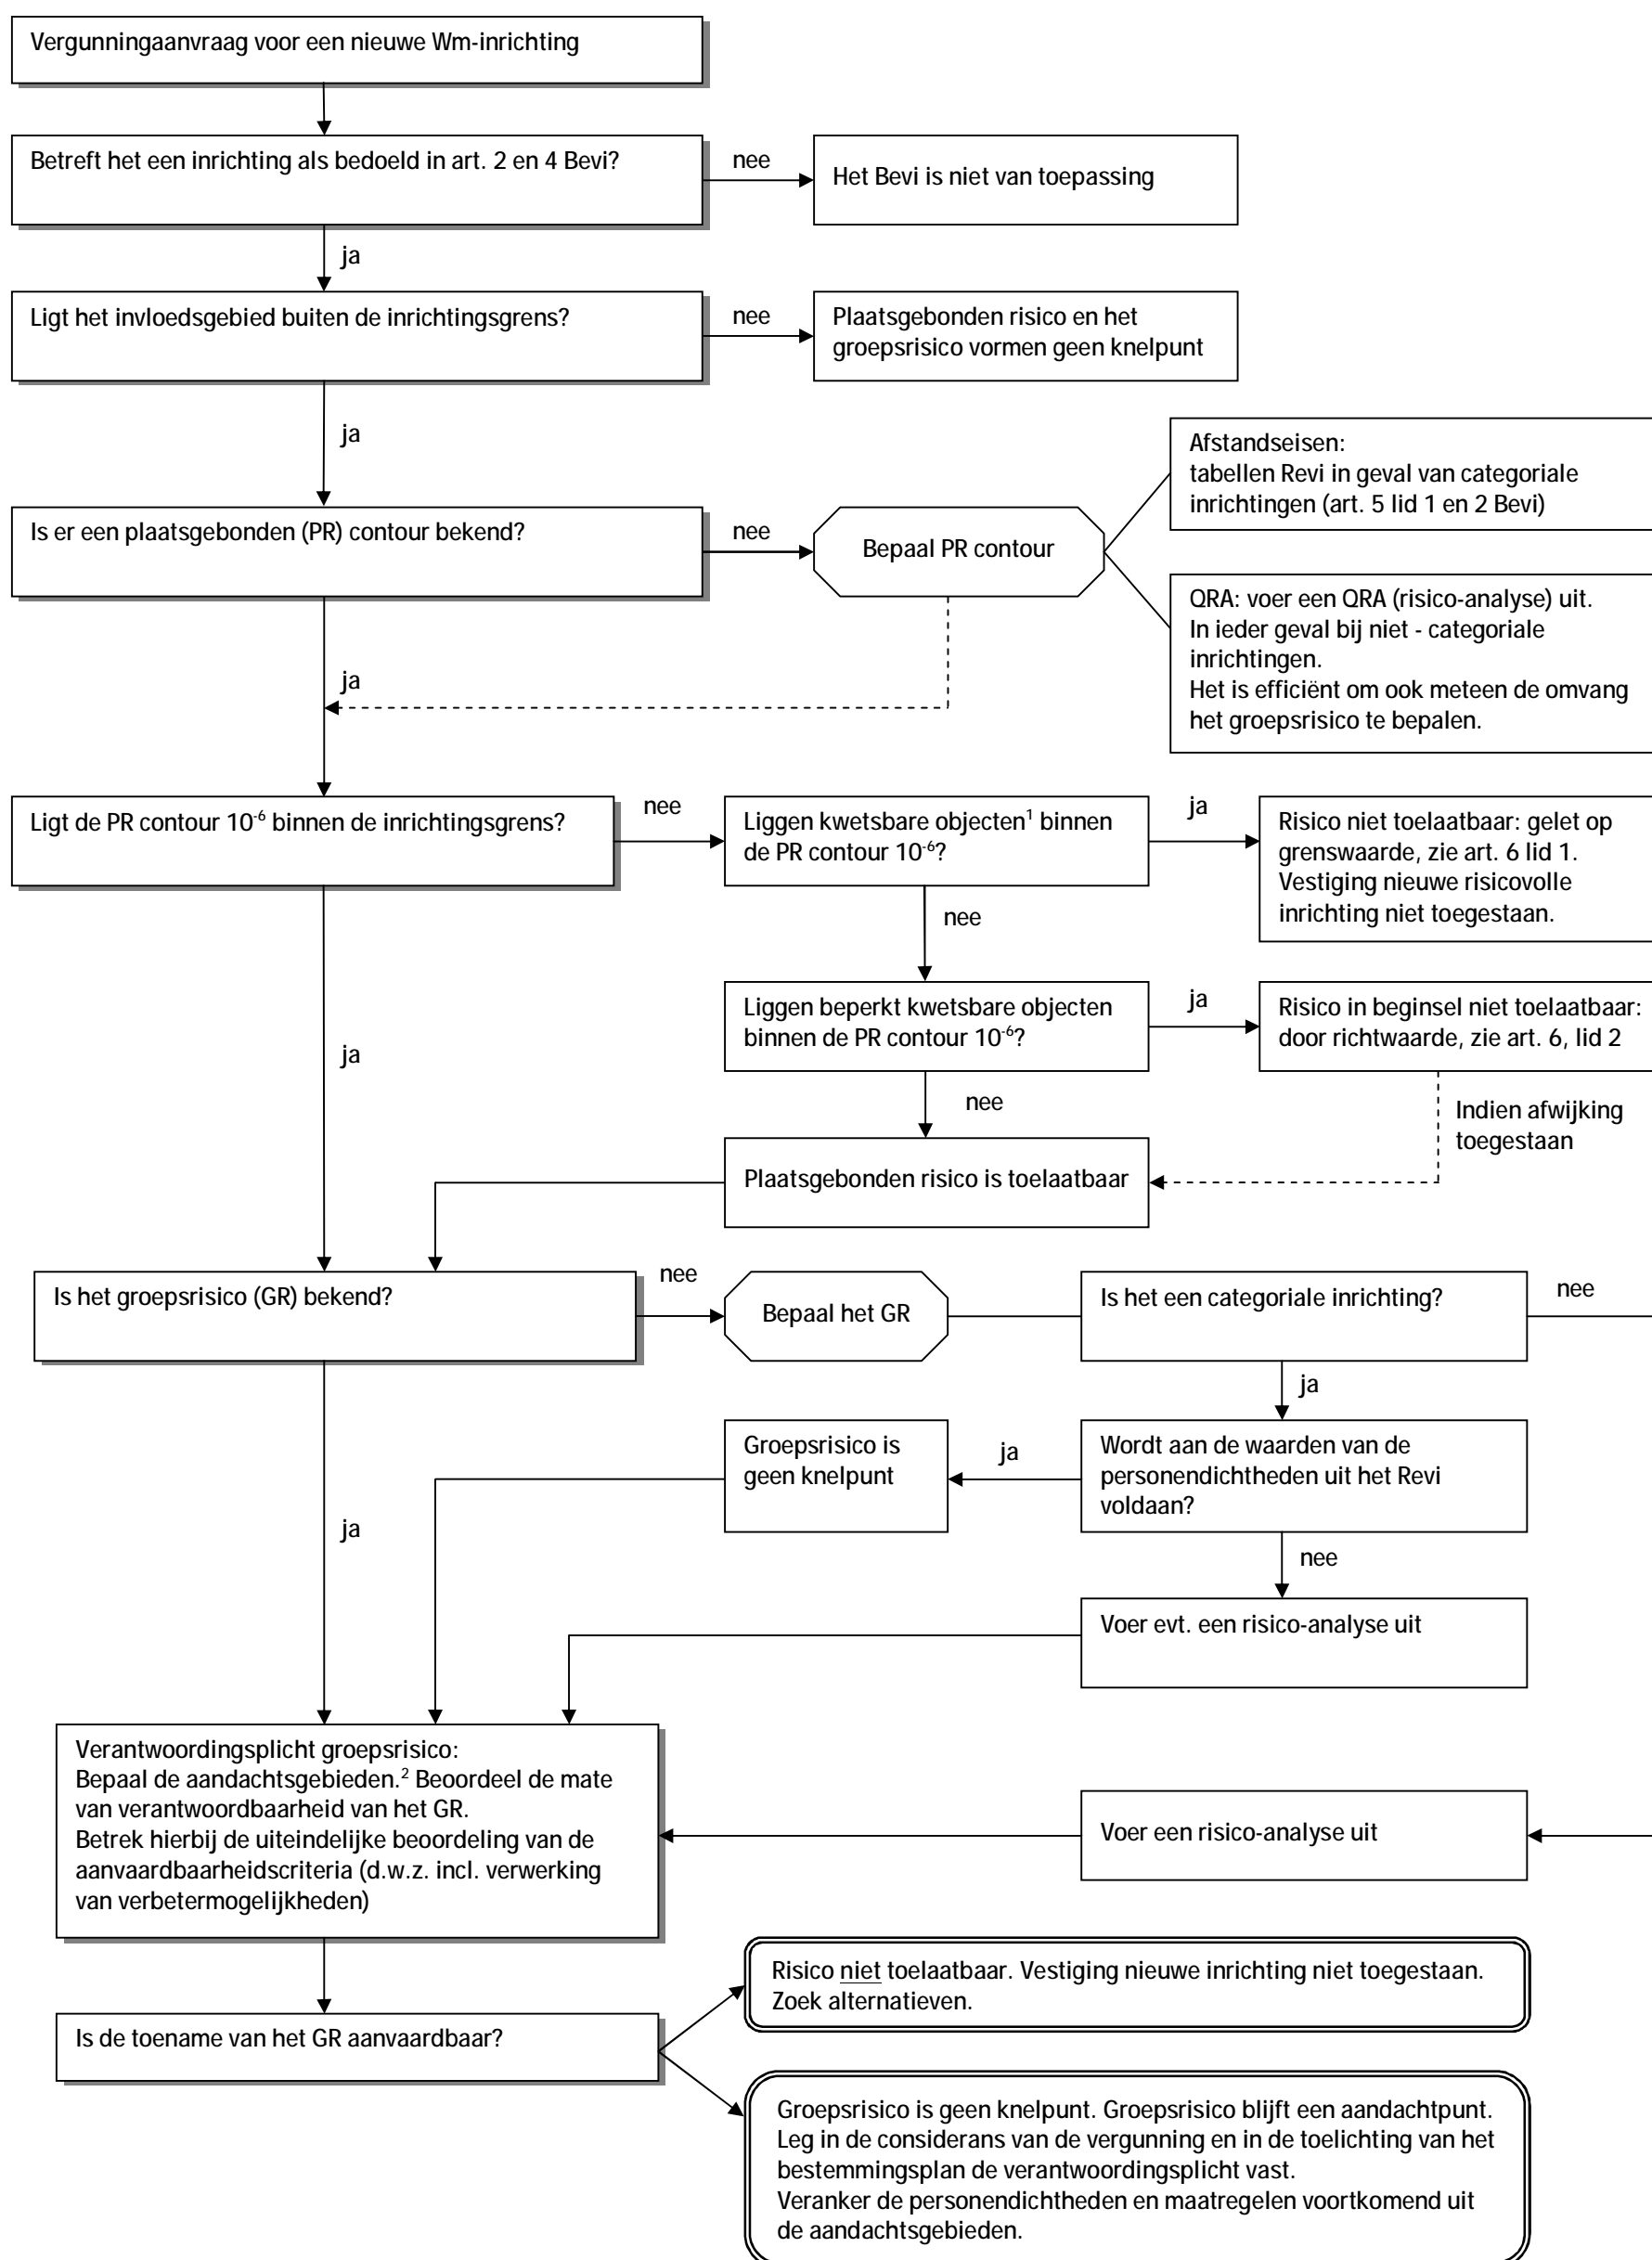 Vergunningaanvraag voor een nieuwe Wm-inrichting
Betreft het een inrichting als bedoeld in art. 2 en 4 Bevi?
nee
Het Bevi is niet van toepassing
ja
Ligt het invloedsgebied buiten de inrichtingsgrens?
nee
Plaatsgebonden risico en het
groepsrisico vormen geen knelpunt
ja
Afstandseisen:
tabellen Revi in geval van categoriale
inrichtingen (art. 5 lid 1 en 2 Bevi)
Is er een plaatsgebonden (PR) contour bekend?
nee
Bepaal PR contour
QRA: voer een QRA (risico-analyse) uit.
In ieder geval bij niet - categoriale
inrichtingen.
Het is efficiënt om ook meteen de omvang
het groepsrisico te bepalen.
ja
Ligt de PR contour 10⁻⁶ binnen de inrichtingsgrens?
nee
Liggen kwetsbare objecten¹ binnen
de PR contour 10⁻⁶?
ja
Risico niet toelaatbaar: gelet op
grenswaarde, zie art. 6 lid 1.
Vestiging nieuwe risicovolle
inrichting niet toegestaan.
nee
Liggen beperkt kwetsbare objecten
binnen de PR contour 10⁻⁶?
ja
Risico in beginsel niet toelaatbaar:
door richtwaarde, zie art. 6, lid 2
ja
nee
Indien afwijking
toegestaan
Plaatsgebonden risico is toelaatbaar
Is het groepsrisico (GR) bekend?
nee
Bepaal het GR
Is het een categoriale inrichting?
nee
ja
Groepsrisico is
geen knelpunt
ja
Wordt aan de waarden van de
personendichtheden uit het Revi
voldaan?
ja
nee
Voer evt. een risico-analyse uit
Verantwoordingsplicht groepsrisico:
Bepaal de aandachtsgebieden.² Beoordeel de mate
van verantwoordbaarheid van het GR.
Betrek hierbij de uiteindelijke beoordeling van de
aanvaardbaarheidscriteria (d.w.z. incl. verwerking
van verbetermogelijkheden)
Voer een risico-analyse uit
Risico niet toelaatbaar. Vestiging nieuwe inrichting niet toegestaan.
Zoek alternatieven.
Is de toename van het GR aanvaardbaar?
Groepsrisico is geen knelpunt. Groepsrisico blijft een aandachtpunt.
Leg in de considerans van de vergunning en in de toelichting van het
bestemmingsplan de verantwoordingsplicht vast.
Veranker de personendichtheden en maatregelen voortkomend uit
de aandachtsgebieden.